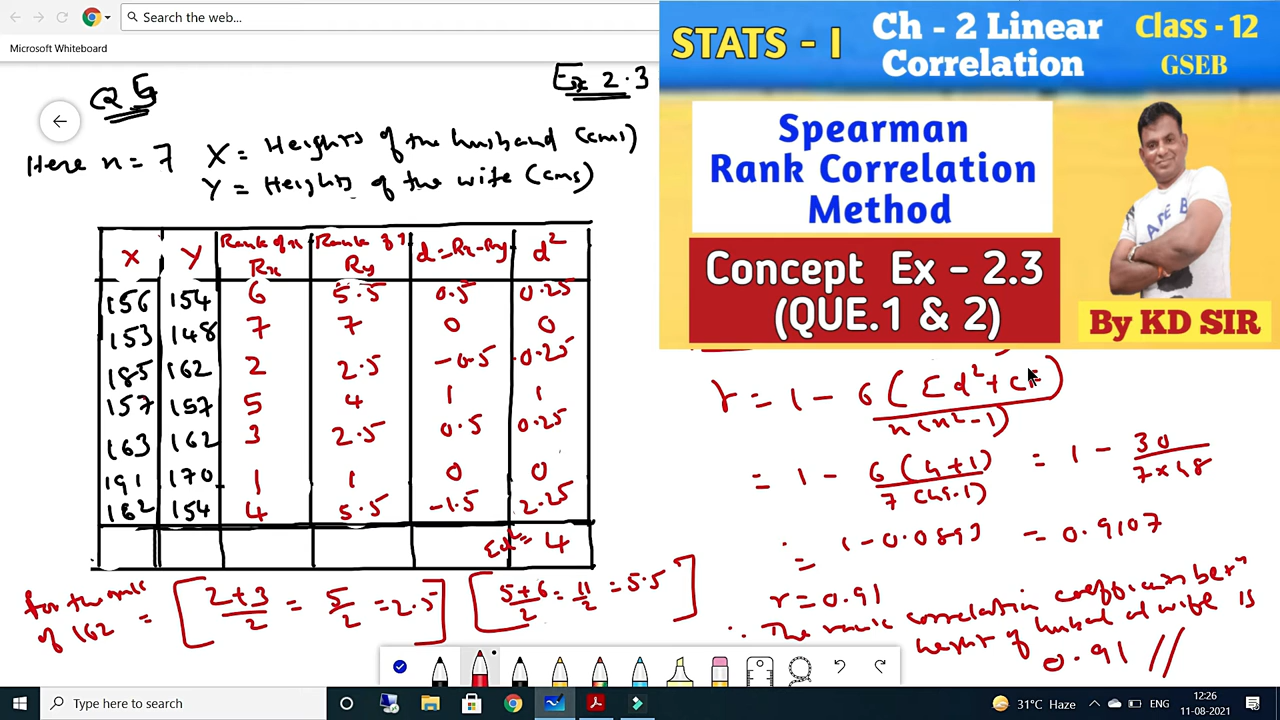 Search the web.
Microsoft Whiteboard
STATS - I
Ch - 2 Linear
Correlation
Class - 12
GSEB
Spearman
Rank Correlation
Method
Concept Ex - 2.3
(QUE.1 & 2)
By KD SIR
Q 5
Ex 2.3
Here n = 7 X = Heights of the husband (cms)
Y = Heights of the wife (cms)
X Y Rank of x Rx Rank of y Ry d = Rx - Ry d²
156 154 6 5.5 0.5 0.25
153 148 7 7 0 0
185 162 2 2.5 -0.5 0.25
157 157 5 4 1 1
163 162 3 2.5 0.5 0.25
191 170 1 1 0 0
162 154 4 5.5 -1.5 2.25
Σd² = 4
for the rank of 162 = [ 2+3/2 = 5/2 = 2.5 ] [ 5+6/2 = 11/2 = 5.5 ]
r = 1 - 6 ( Σd² + CF ) / n(n²-1)
= 1 - 6 (4+1) / 7 (49-1) = 1 - 30 / 7×48
= 1 - 0.0893 = 0.9107
r = 0.91
∴ The rank correlation coefficient betn
height of husband and wife is
0.91 //
Type here to search
31°C Haze
ENG
12:26
11-08-2021